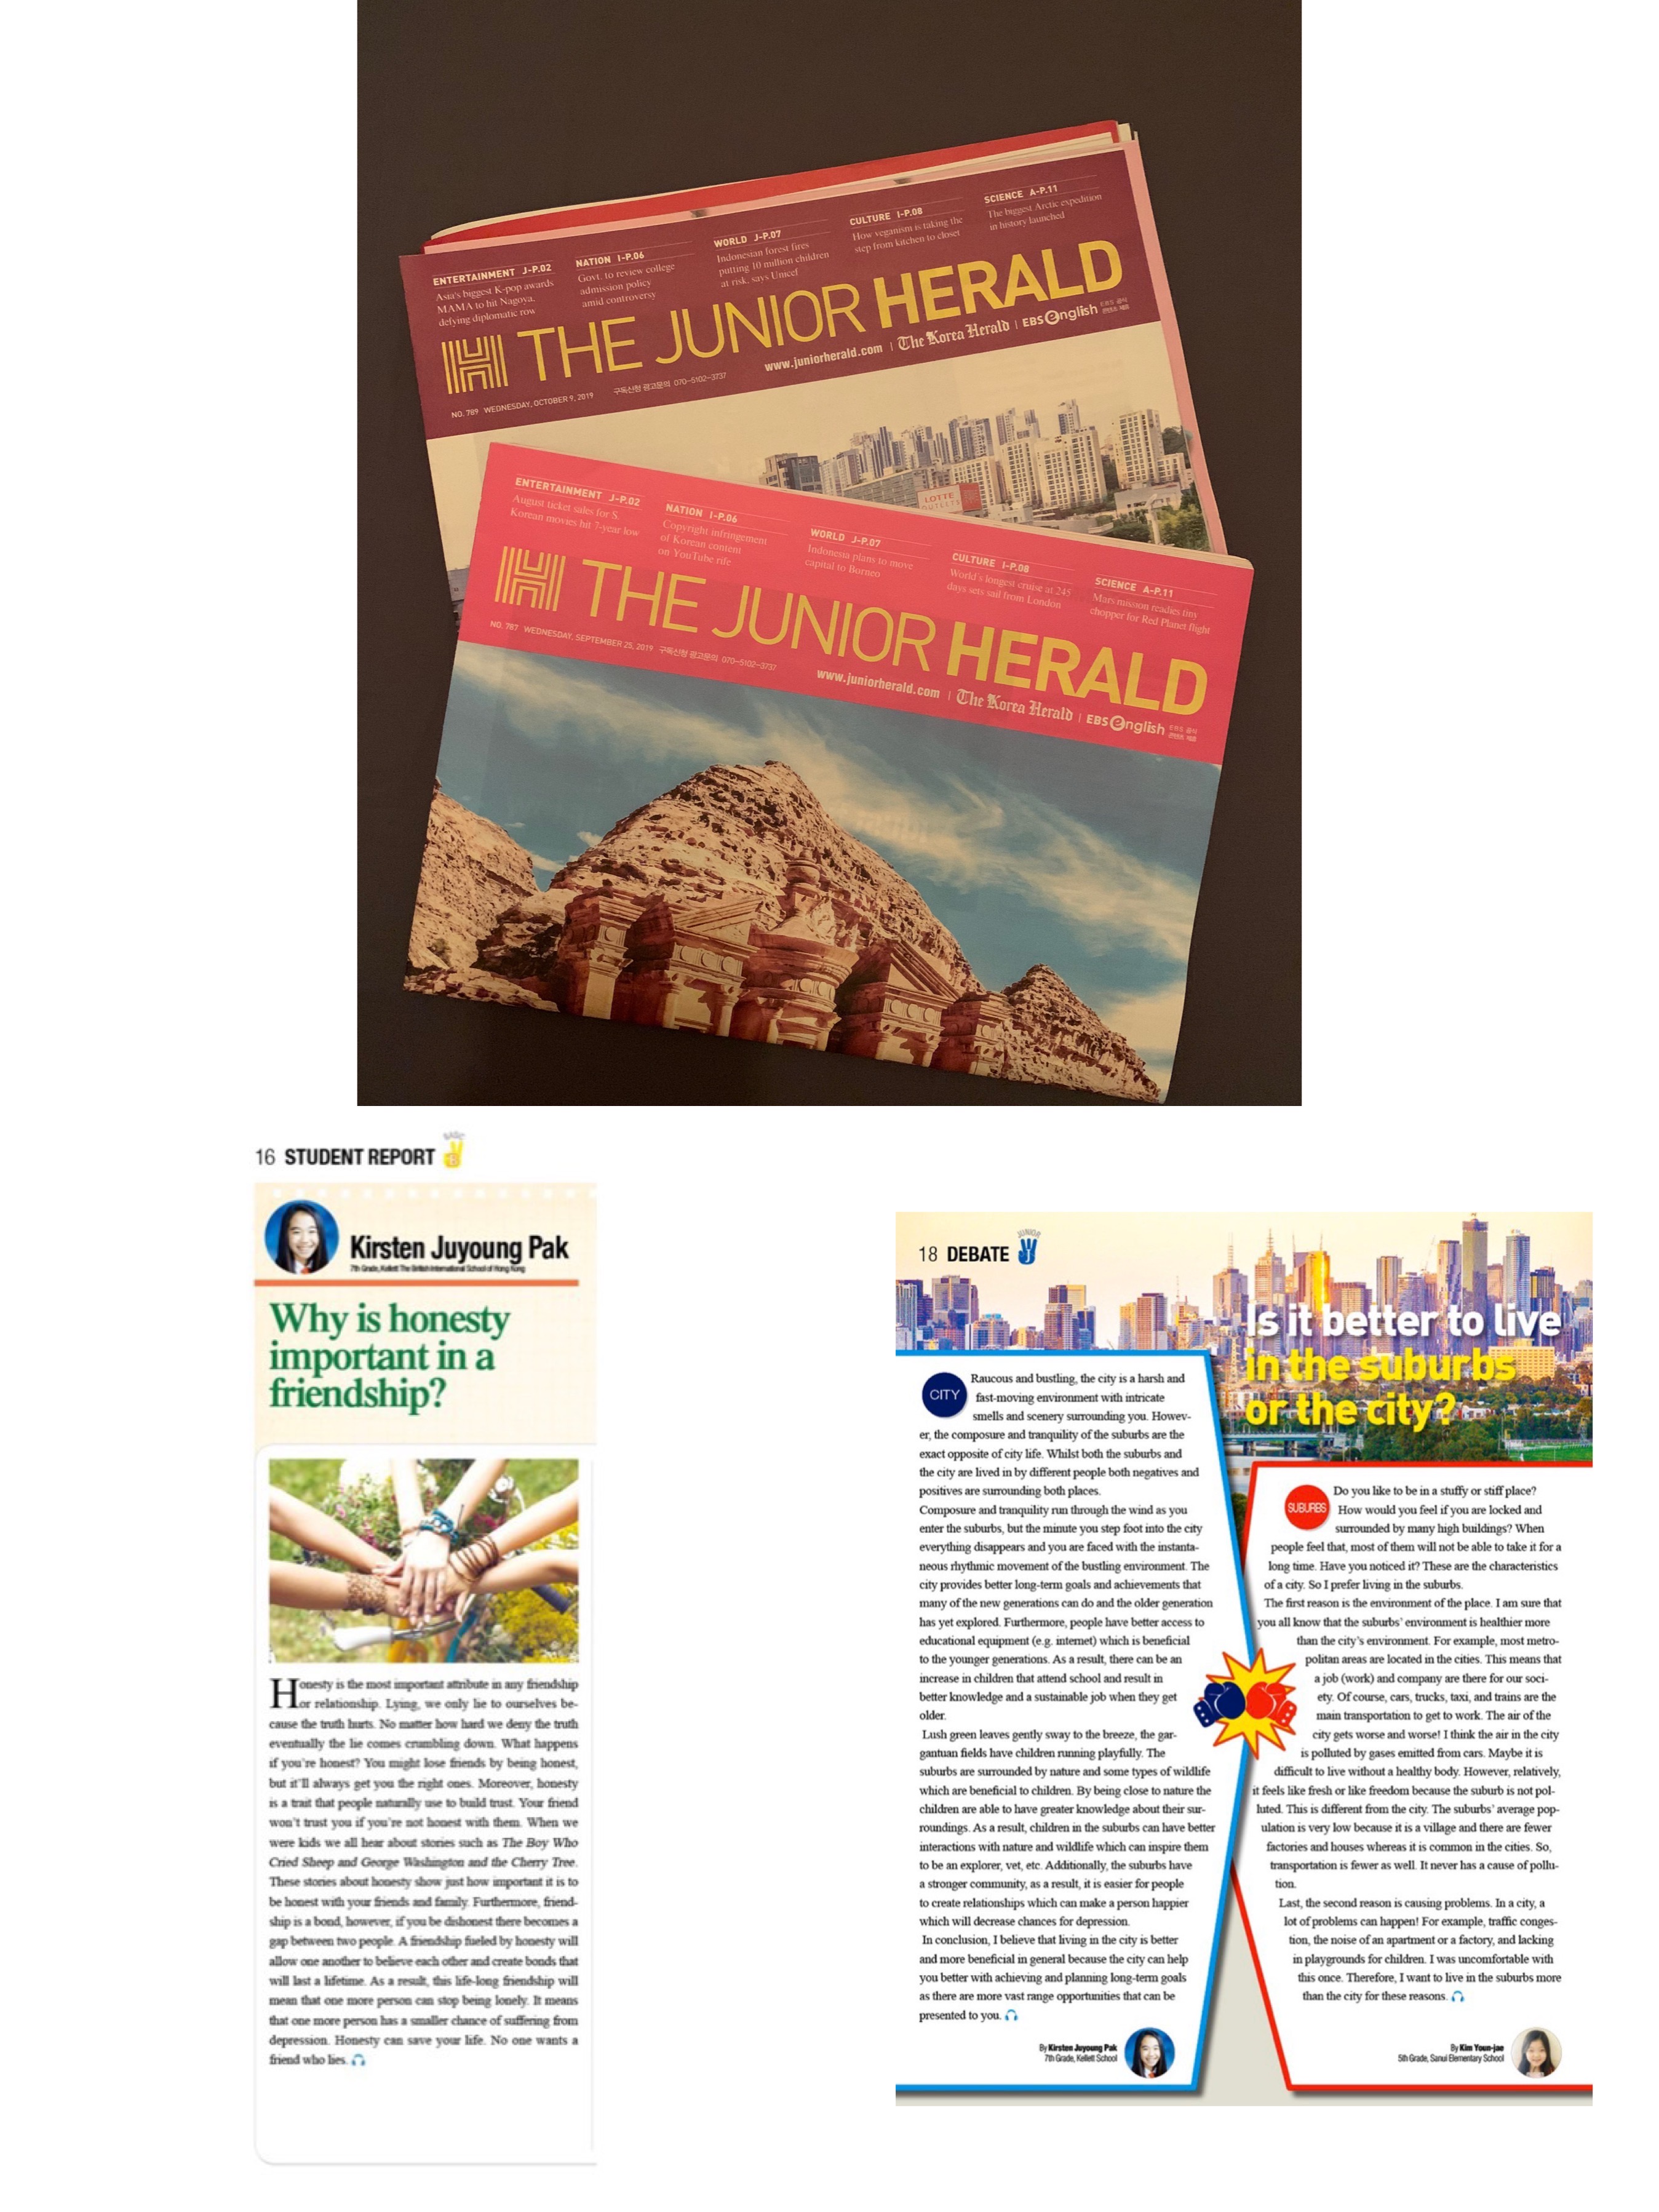 ENTERTAINMENT J-P.02
Asia's biggest K-pop awards
MAMA to hit Nagoya,
defying diplomatic row
NATION I-P.06
Govt. to review college
admission policy
amid controversy
WORLD J-P.07
Indonesian forest fires
putting 10 million children
at risk, says Unicef
CULTURE I-P.08
How veganism is taking the
step from kitchen to closet
SCIENCE A-P.11
The biggest Arctic expedition
in history launched
THE JUNIOR HERALD
NO. 789 WEDNESDAY, OCTOBER 9, 2019 구독신청 광고문의 070-5102-3737
www.juniorherald.com | The Korea Herald | EBS english EBS 공식
콘텐츠 제휴
LOTTE
OUTLETS
ENTERTAINMENT J-P.02
August ticket sales for S.
Korean movies hit 7-year low
NATION I-P.06
Copyright infringement
of Korean content
on YouTube rife
WORLD J-P.07
Indonesia plans to move
capital to Borneo
CULTURE I-P.08
World's longest cruise at 245
days sets sail from London
SCIENCE A-P.11
Mars mission readies tiny
chopper for Red Planet flight
THE JUNIOR HERALD
NO. 787 WEDNESDAY, SEPTEMBER 25, 2019 구독신청 광고문의 070-5102-3737
www.juniorherald.com | The Korea Herald | EBS english EBS 공식
콘텐츠 제휴
16 STUDENT REPORT BASIC
B
Kirsten Juyoung Pak
7th Grade, Kellett The British International School of Hong Kong
Why is honesty
important in a
friendship?
Honesty is the most important attribute in any friendship
or relationship. Lying, we only lie to ourselves be-
cause the truth hurts. No matter how hard we deny the truth
eventually the lie comes crumbling down. What happens
if you're honest? You might lose friends by being honest,
but it'll always get you the right ones. Moreover, honesty
is a trait that people naturally use to build trust. Your friend
won't trust you if you're not honest with them. When we
were kids we all hear about stories such as The Boy Who
Cried Sheep and George Washington and the Cherry Tree.
These stories about honesty show just how important it is to
be honest with your friends and family. Furthermore, friend-
ship is a bond, however, if you be dishonest there becomes a
gap between two people. A friendship fueled by honesty will
allow one another to believe each other and create bonds that
will last a lifetime. As a result, this life-long friendship will
mean that one more person can stop being lonely. It means
that one more person has a smaller chance of suffering from
depression. Honesty can save your life. No one wants a
friend who lies.
18 DEBATE JUNIOR
J
Is it better to live
in the suburbs
or the city?
CITY
Raucous and bustling, the city is a harsh and
fast-moving environment with intricate
smells and scenery surrounding you. Howev-
er, the composure and tranquility of the suburbs are the
exact opposite of city life. Whilst both the suburbs and
the city are lived in by different people both negatives and
positives are surrounding both places.
Composure and tranquility run through the wind as you
enter the suburbs, but the minute you step foot into the city
everything disappears and you are faced with the instanta-
neous rhythmic movement of the bustling environment. The
city provides better long-term goals and achievements that
many of the new generations can do and the older generation
has yet explored. Furthermore, people have better access to
educational equipment (e.g. internet) which is beneficial
to the younger generations. As a result, there can be an
increase in children that attend school and result in
better knowledge and a sustainable job when they get
older.
Lush green leaves gently sway to the breeze, the gar-
gantuan fields have children running playfully. The
suburbs are surrounded by nature and some types of wildlife
which are beneficial to children. By being close to nature the
children are able to have greater knowledge about their sur-
roundings. As a result, children in the suburbs can have better
interactions with nature and wildlife which can inspire them
to be an explorer, vet, etc. Additionally, the suburbs have
a stronger community, as a result, it is easier for people
to create relationships which can make a person happier
which will decrease chances for depression.
In conclusion, I believe that living in the city is better
and more beneficial in general because the city can help
you better with achieving and planning long-term goals
as there are more vast range opportunities that can be
presented to you.
By Kirsten Juyoung Pak
7th Grade, Kellett School
SUBURBS
Do you like to be in a stuffy or stiff place?
How would you feel if you are locked and
surrounded by many high buildings? When
people feel that, most of them will not be able to take it for a
long time. Have you noticed it? These are the characteristics
of a city. So I prefer living in the suburbs.
The first reason is the environment of the place. I am sure that
you all know that the suburbs' environment is healthier more
than the city's environment. For example, most metro-
politan areas are located in the cities. This means that
a job (work) and company are there for our soci-
ety. Of course, cars, trucks, taxi, and trains are the
main transportation to get to work. The air of the
city gets worse and worse! I think the air in the city
is polluted by gases emitted from cars. Maybe it is
difficult to live without a healthy body. However, relatively,
it feels like fresh or like freedom because the suburb is not pol-
luted. This is different from the city. The suburbs' average pop-
ulation is very low because it is a village and there are fewer
factories and houses whereas it is common in the cities. So,
transportation is fewer as well. It never has a cause of pollu-
tion.
Last, the second reason is causing problems. In a city, a
lot of problems can happen! For example, traffic conges-
tion, the noise of an apartment or a factory, and lacking
in playgrounds for children. I was uncomfortable with
this once. Therefore, I want to live in the suburbs more
than the city for these reasons.
By Kim Youn-jae
5th Grade, Sanui Elementary School